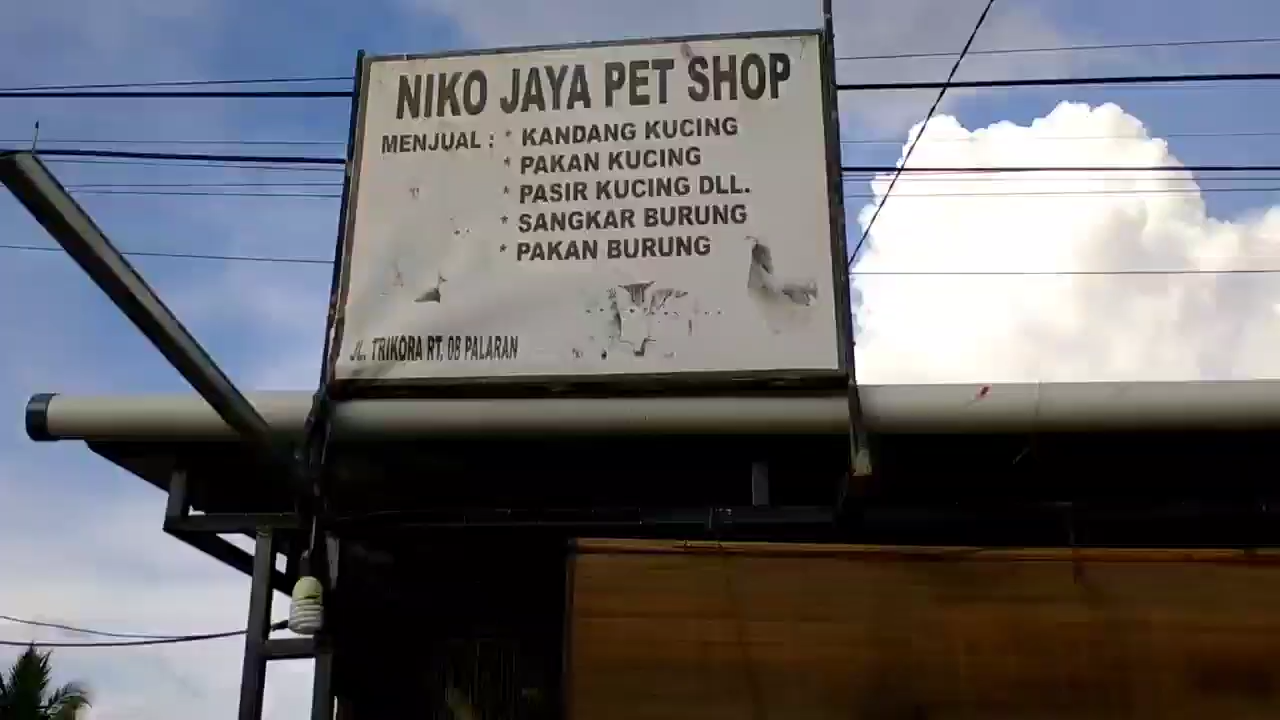 NIKO JAYA PET SHOP
MENJUAL : * KANDANG KUCING
* PAKAN KUCING
* PASIR KUCING DLL.
* SANGKAR BURUNG
* PAKAN BURUNG
JL. TRIKORA RT. 08 PALARAN